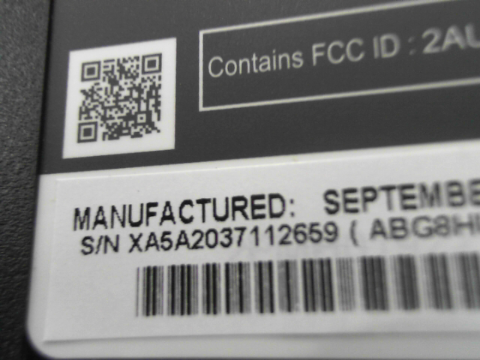 Contains FCC ID : 2AU
MANUFACTURED: SEPTEMBE
S/N XA5A2037112659 ( ABG8H